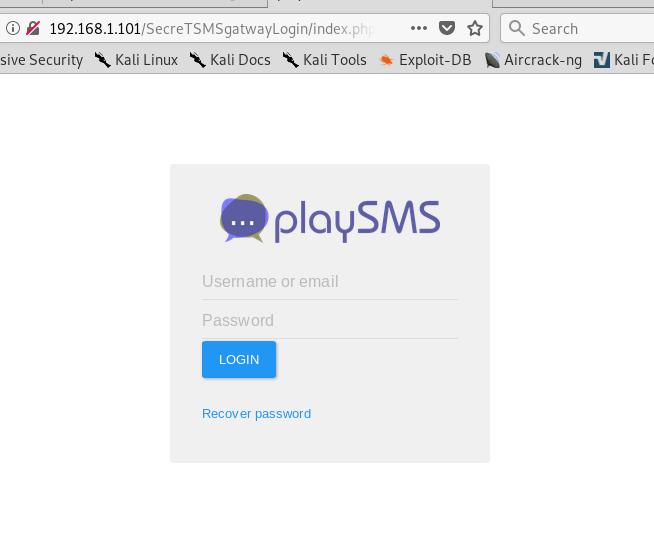 192.168.1.101/SecreTSMSgatwayLogin/index.php
Search
sive Security Kali Linux Kali Docs Kali Tools Exploit-DB Aircrack-ng Kali Fo
... playSMS
Username or email
Password
LOGIN
Recover password